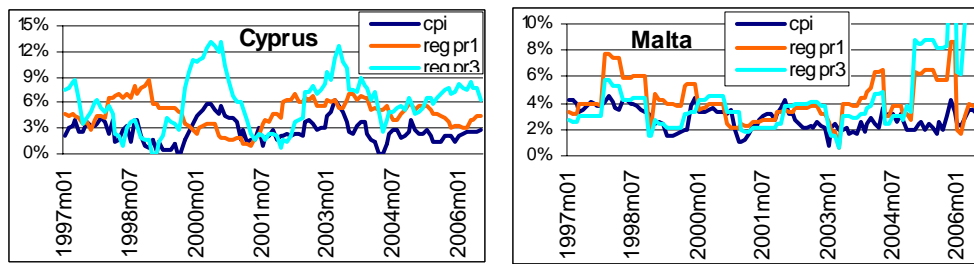 Cyprus
cpi
reg pr1
reg pr3
15%
12%
9%
6%
3%
0%
1997m01
1998m07
2000m01
2001m07
2003m01
2004m07
2006m01
Malta
cpi
reg pr1
reg pr3
10%
8%
6%
4%
2%
0%
1997m01
1998m07
2000m01
2001m07
2003m01
2004m07
2006m01